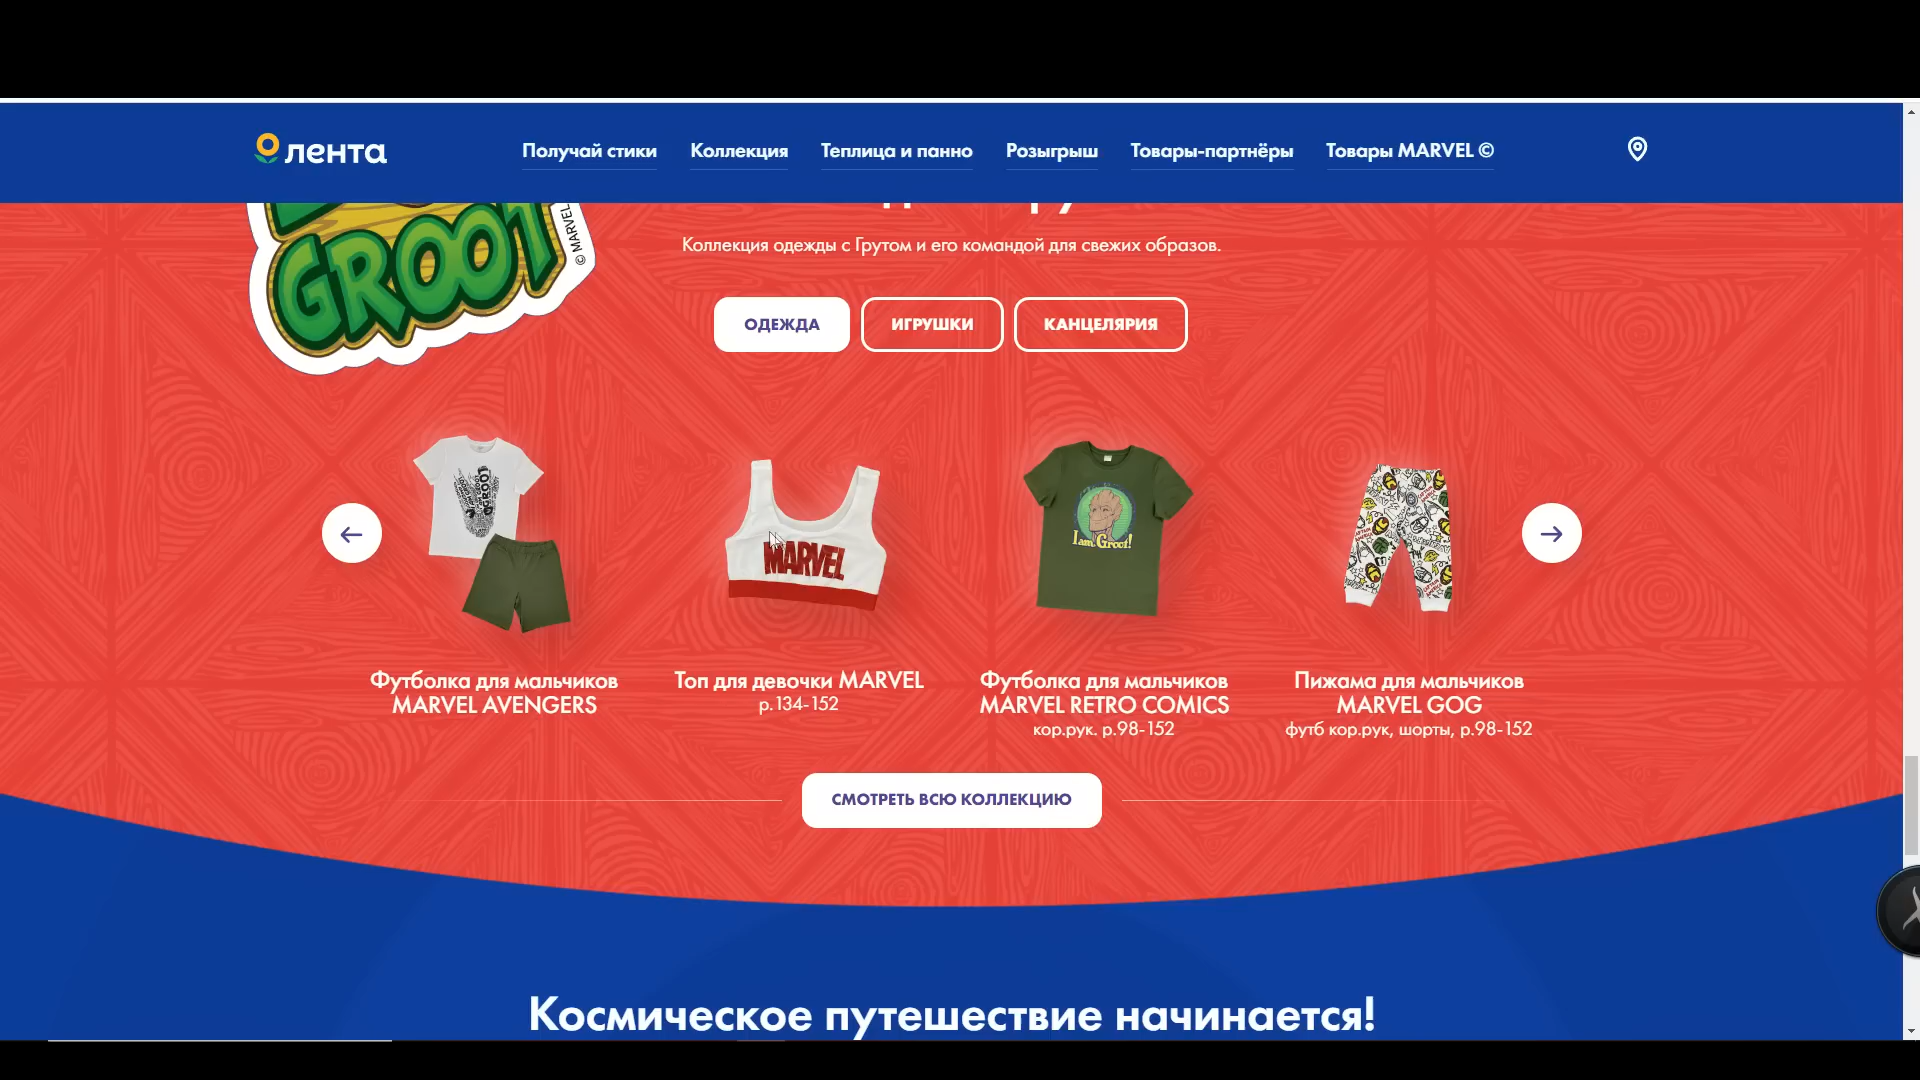 лента
Получай стики
Коллекция
Теплица и панно
Розыгрыш
Товары-партнёры
Товары MARVEL ©
GROOT
© MARVEL
Коллекция одежды с Грутом и его командой для свежих образов.
ОДЕЖДА
ИГРУШКИ
КАНЦЕЛЯРИЯ
GROOT
MARVEL
I am Groot!
Футболка для мальчиков
MARVEL AVENGERS
Топ для девочки MARVEL
р.134-152
Футболка для мальчиков
MARVEL RETRO COMICS
кор.рук. р.98-152
Пижама для мальчиков
MARVEL GOG
футб кор.рук, шорты, р.98-152
СМОТРЕТЬ ВСЮ КОЛЛЕКЦИЮ
Космическое путешествие начинается!